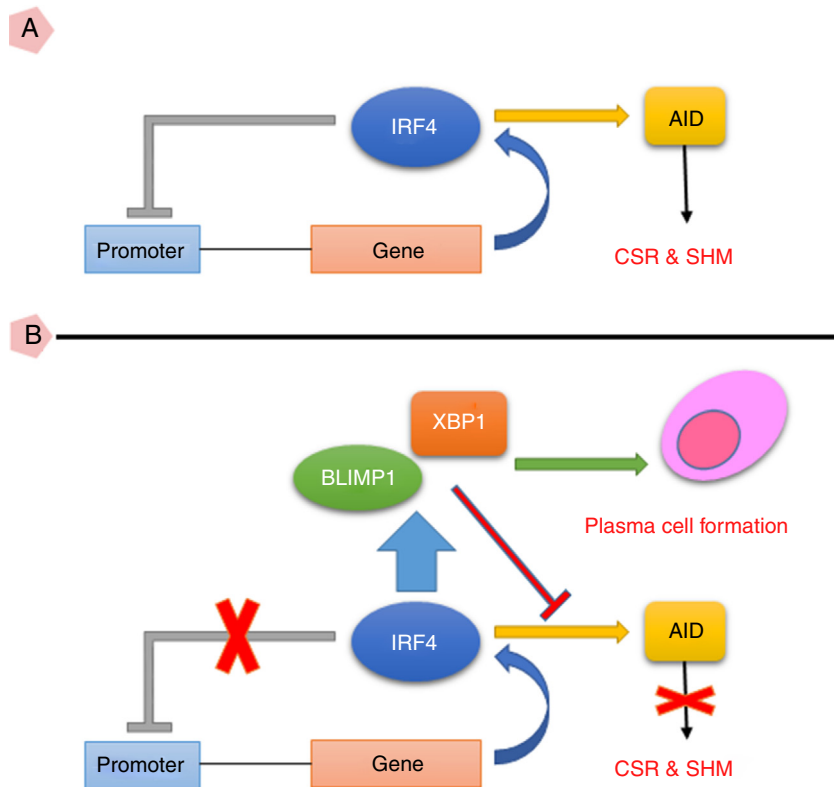 A
IRF4
AID
Promoter
Gene
CSR & SHM
B
XBP1
BLIMP1
Plasma cell formation
IRF4
AID
Promoter
Gene
CSR & SHM